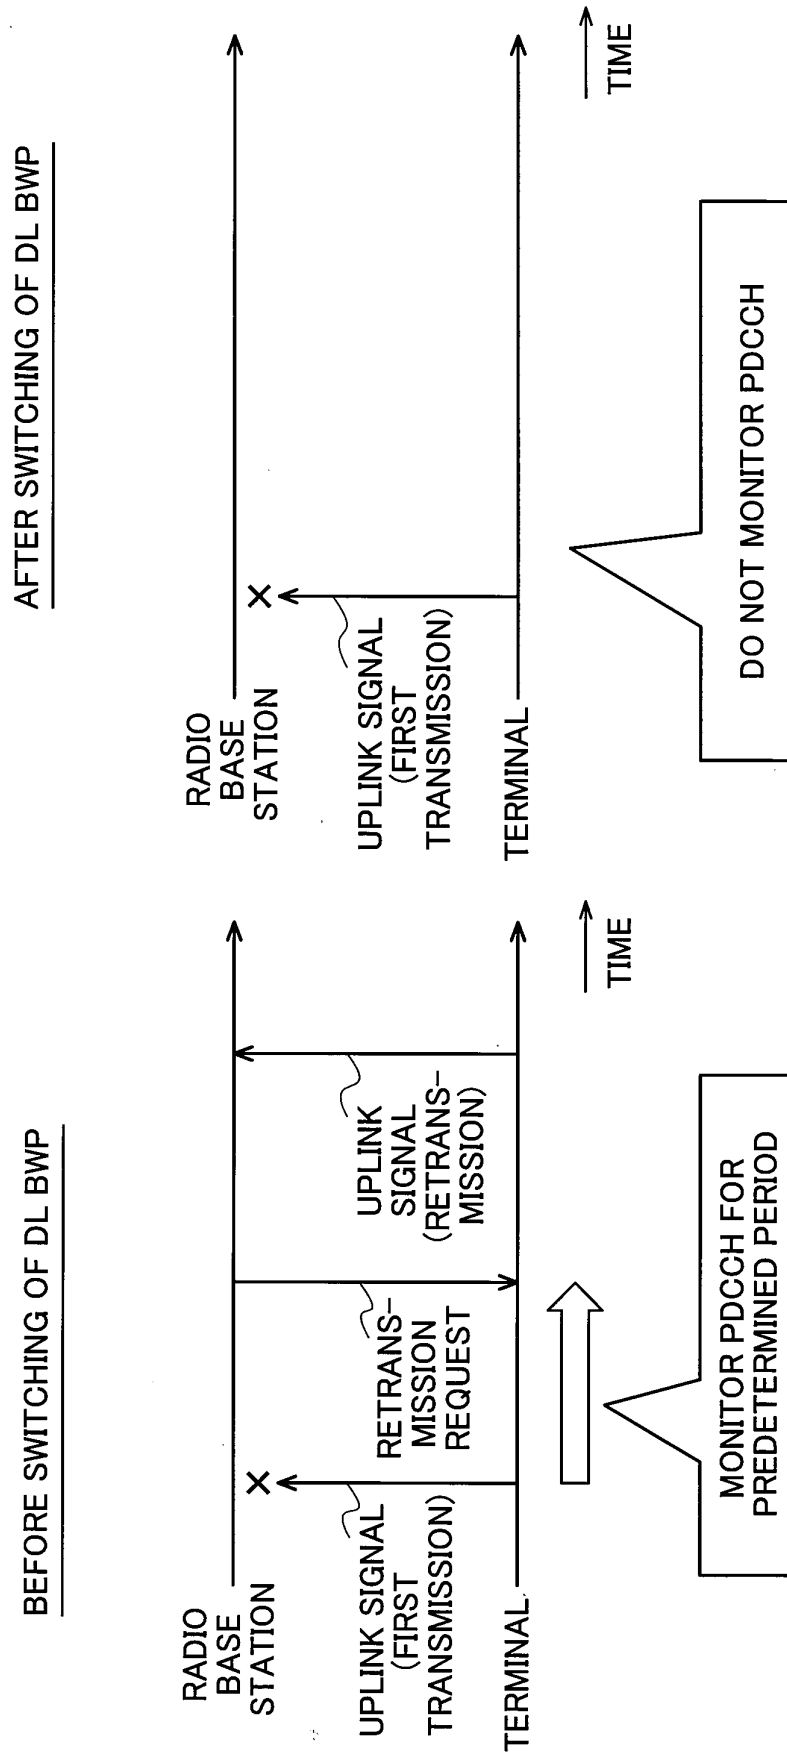 BEFORE SWITCHING OF DL BWP
RADIO
BASE
STATION
UPLINK SIGNAL
(FIRST
TRANSMISSION)
RETRANS-
MISSION
REQUEST
UPLINK
SIGNAL
(RETRANS-
MISSION)
TERMINAL
TIME
MONITOR PDCCH FOR
PREDETERMINED PERIOD
AFTER SWITCHING OF DL BWP
RADIO
BASE
STATION
UPLINK SIGNAL
(FIRST
TRANSMISSION)
TERMINAL
TIME
DO NOT MONITOR PDCCH